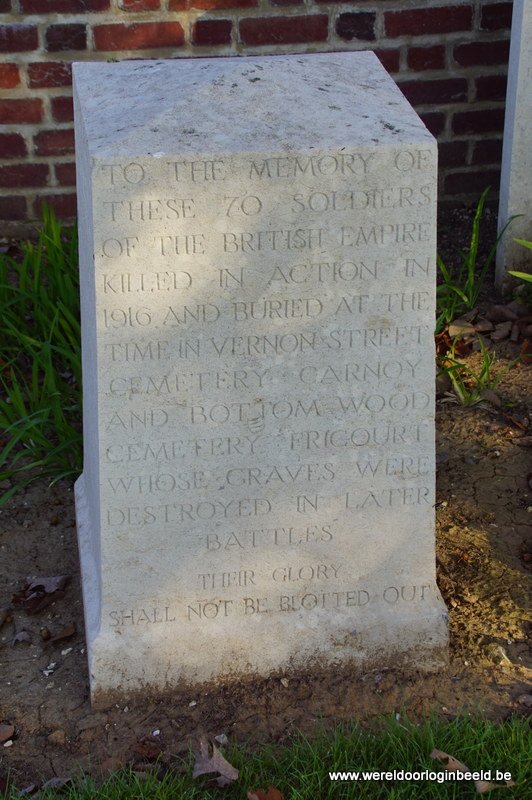 TO THE MEMORY OF
THESE 70 SOLDIERS
OF THE BRITISH EMPIRE
KILLED IN ACTION IN
1916 AND BURIED AT THE
TIME IN VERNON STREET
CEMETERY CARNOY
AND BOTTOM WOOD
CEMETERY FRICOURT
WHOSE GRAVES WERE
DESTROYED IN LATER
BATTLES
THEIR GLORY
SHALL NOT BE BLOTTED OUT
www.wereldoorloginbeeld.be